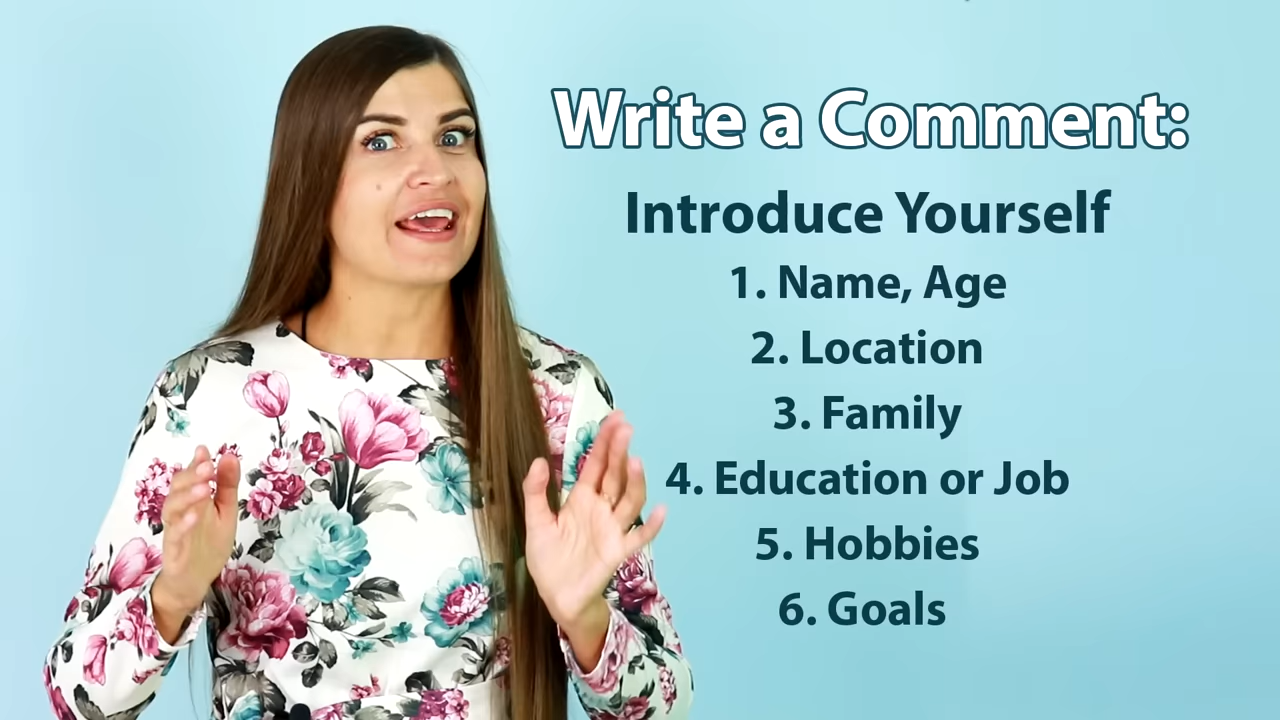 Write a Comment:
Introduce Yourself
1. Name, Age
2. Location
3. Family
4. Education or Job
5. Hobbies
6. Goals